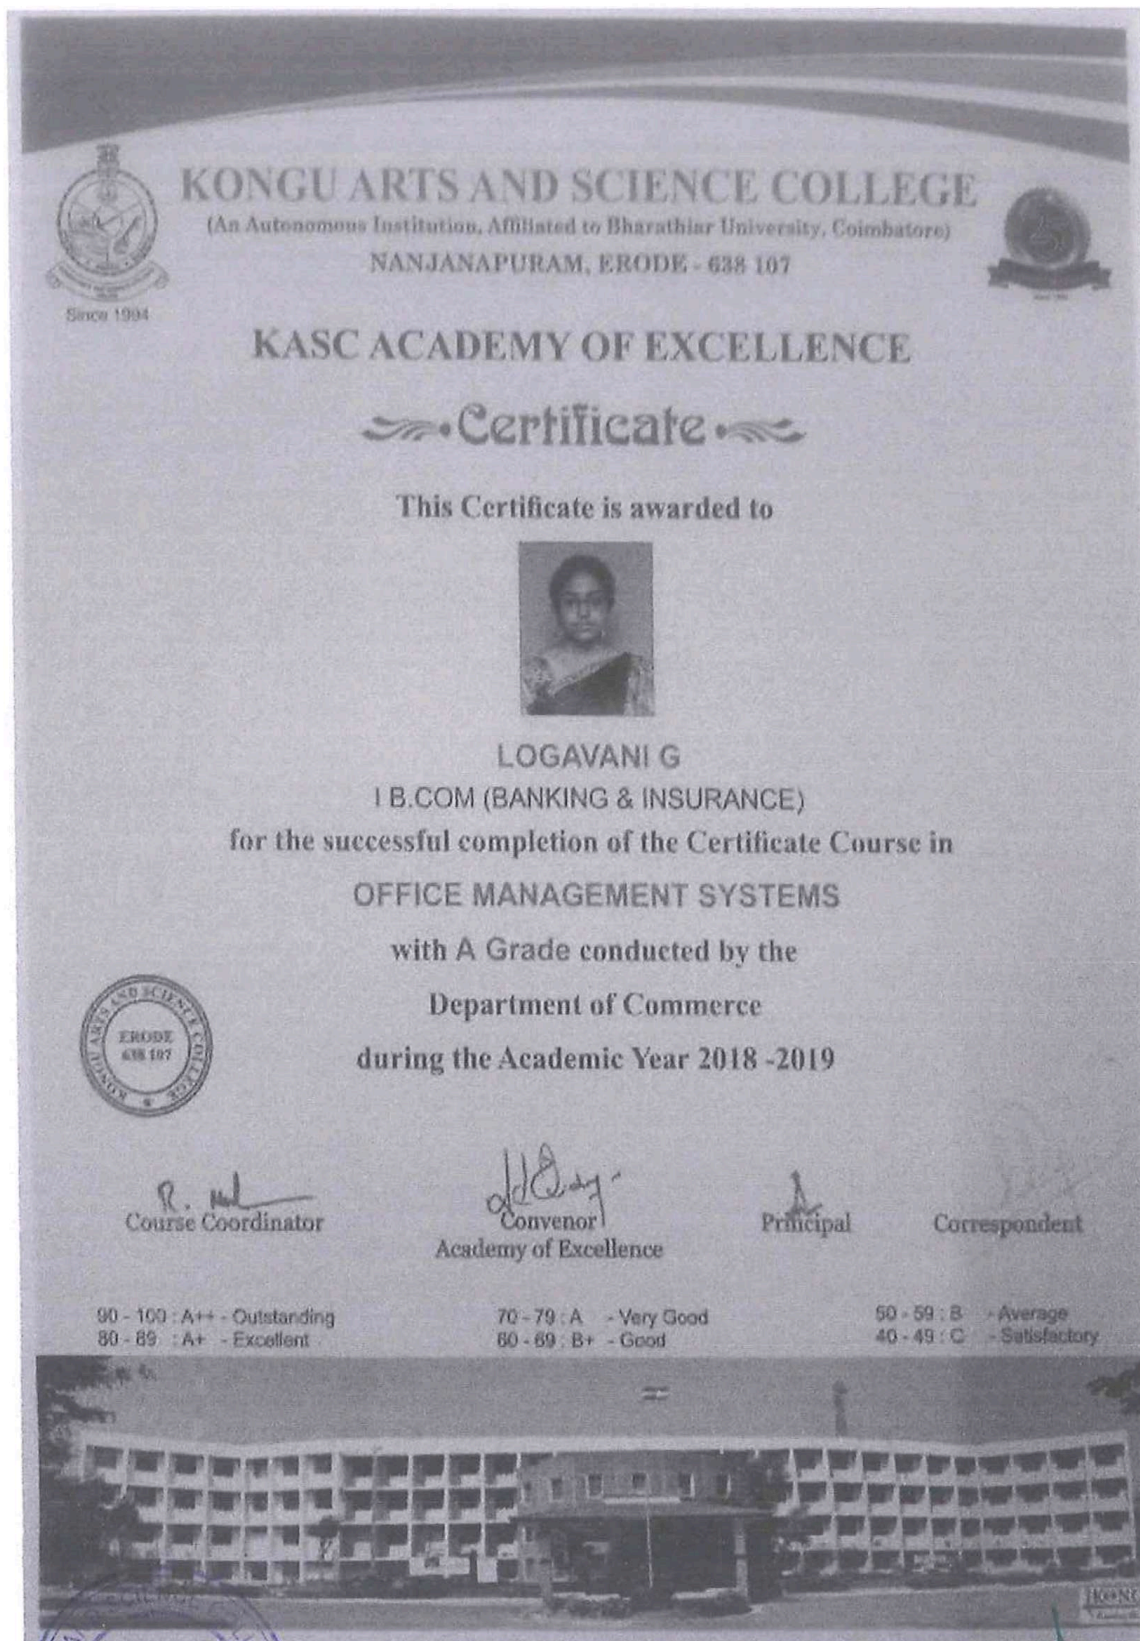 KONGU ARTS AND SCIENCE COLLEGE
(An Autonomous Institution, Affiliated to Bharathiar University, Coimbatore)
NANJANAPURAM, ERODE - 638 107
Since 1994
25
KASC ACADEMY OF EXCELLENCE
Certificate
This Certificate is awarded to
LOGAVANI G
I B.COM (BANKING & INSURANCE)
for the successful completion of the Certificate Course in
OFFICE MANAGEMENT SYSTEMS
with A Grade conducted by the
Department of Commerce
during the Academic Year 2018 -2019
KONGU ARTS AND SCIENCE COLLEGE
ERODE
638 107
R.
Course Coordinator
Convenor
Academy of Excellence
Principal
Correspondent
90 - 100 : A++ - Outstanding
80 - 89 : A+ - Excellent
70 - 79 : A - Very Good
60 - 69 : B+ - Good
50 - 59 : B - Average
40 - 49 : C - Satisfactory
KONG